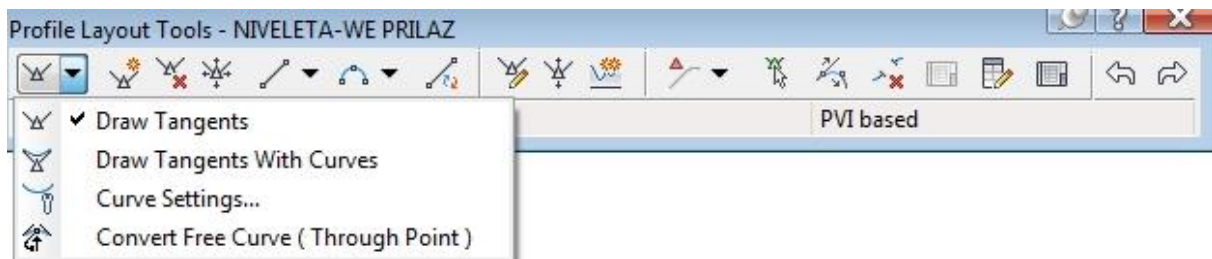 Profile Layout Tools - NIVELETA-WE PRILAZ
PVI based
Draw Tangents
Draw Tangents With Curves
Curve Settings...
Convert Free Curve ( Through Point )